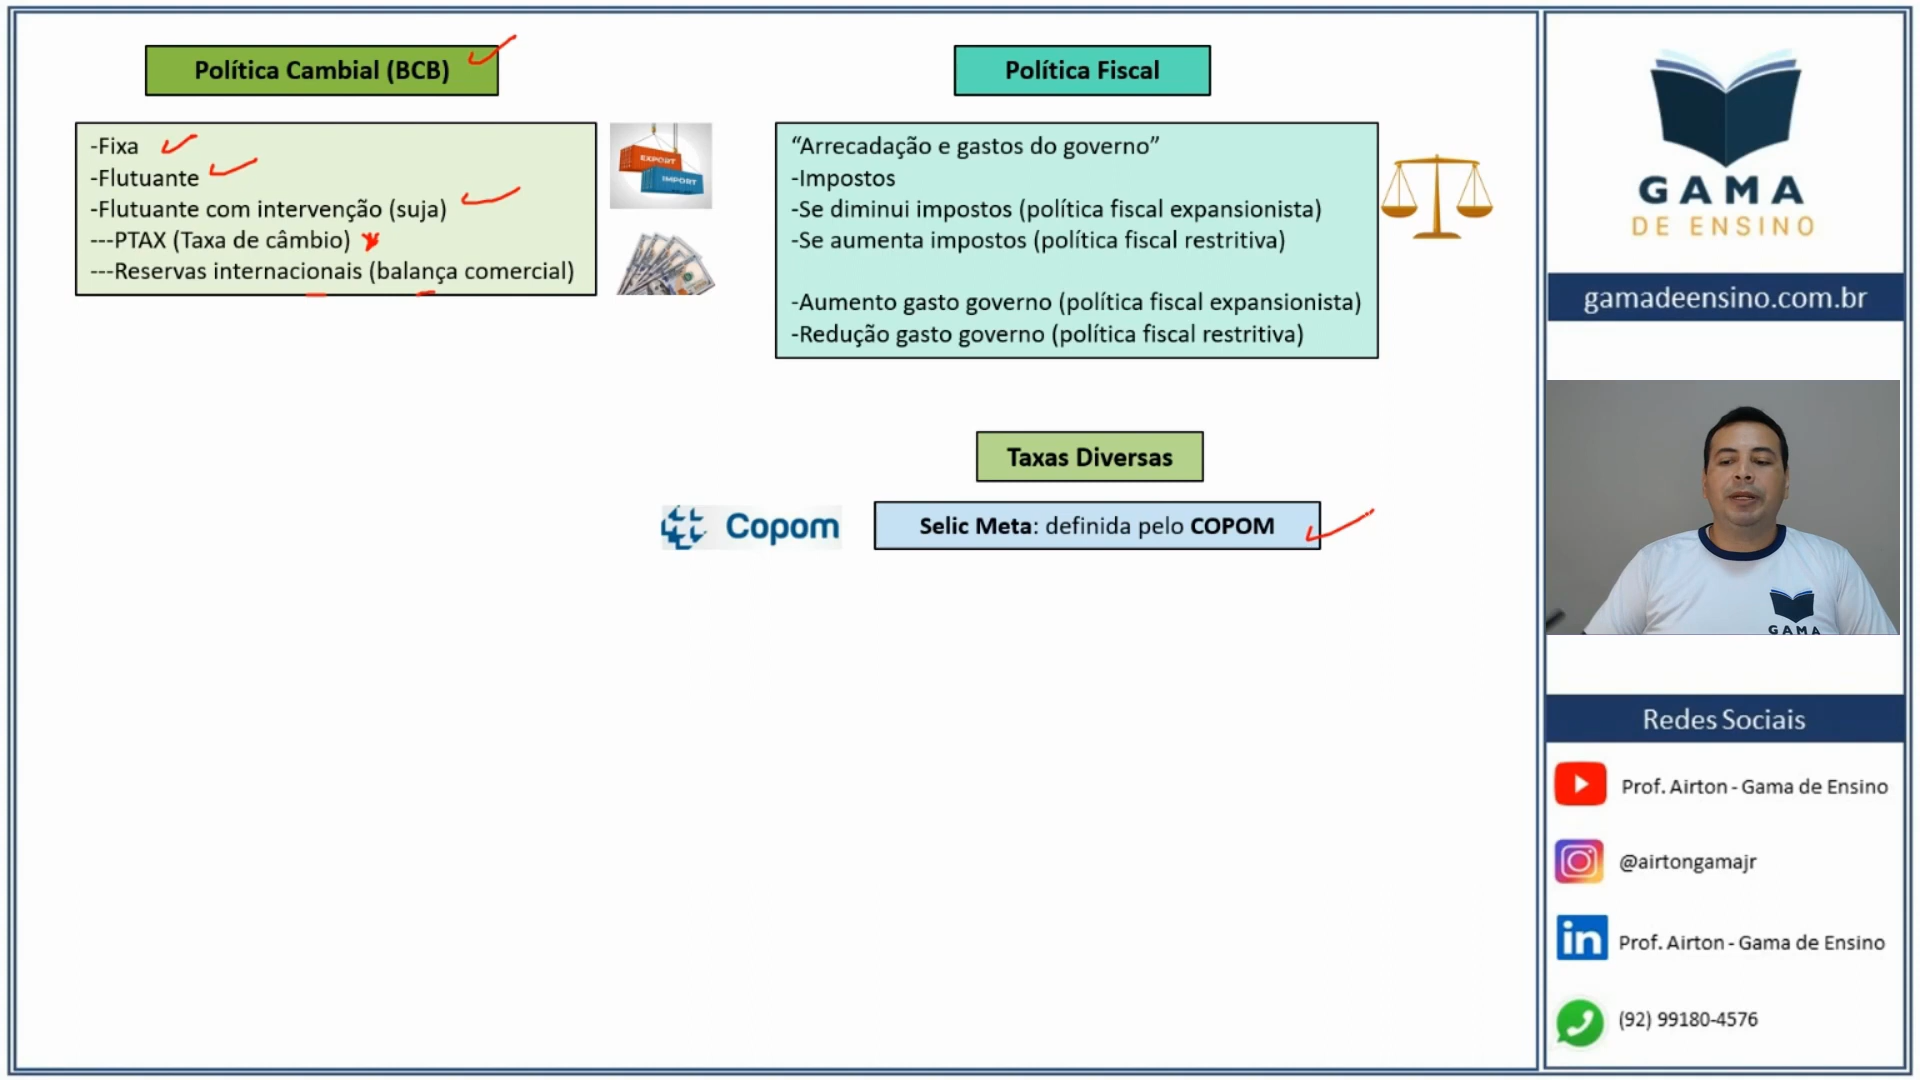 Política Cambial (BCB)
-Fixa
-Flutuante
-Flutuante com intervenção (suja)
---PTAX (Taxa de câmbio)
---Reservas internacionais (balança comercial)
EXPORT
IMPORT
Política Fiscal
“Arrecadação e gastos do governo”
-Impostos
-Se diminui impostos (política fiscal expansionista)
-Se aumenta impostos (política fiscal restritiva)
-Aumento gasto governo (política fiscal expansionista)
-Redução gasto governo (política fiscal restritiva)
Taxas Diversas
Copom
Selic Meta: definida pelo COPOM
GAMA
DE ENSINO
gamadeensino.com.br
GAMA
Redes Sociais
Prof. Airton - Gama de Ensino
@airtongamajr
in
Prof. Airton - Gama de Ensino
(92) 99180-4576